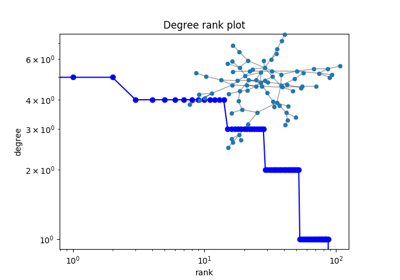 Degree rank plot
degree
6 × 10⁰
4 × 10⁰
3 × 10⁰
2 × 10⁰
10⁰
10⁰ 10¹ 10²
rank